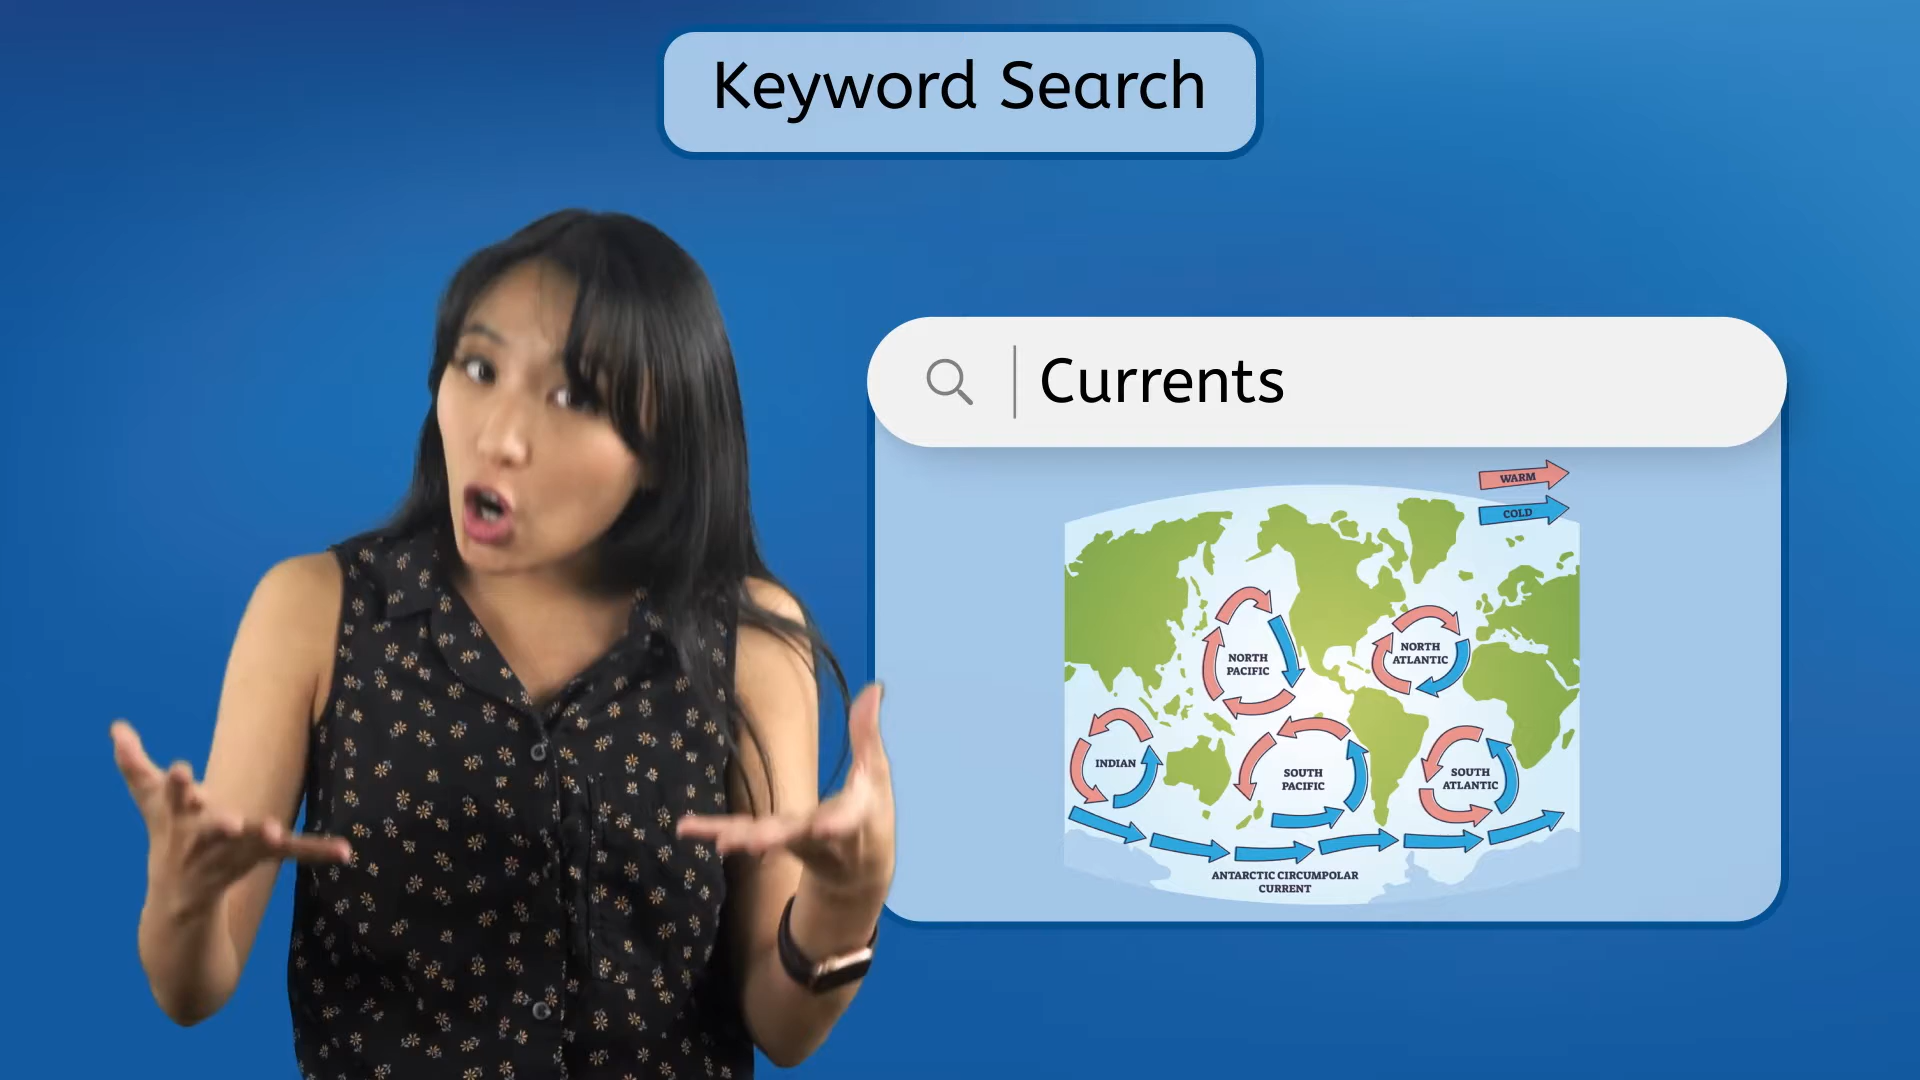 Keyword Search
Currents
WARM
COLD
NORTH
PACIFIC
NORTH
ATLANTIC
INDIAN
SOUTH
PACIFIC
SOUTH
ATLANTIC
ANTARCTIC CIRCUMPOLAR
CURRENT